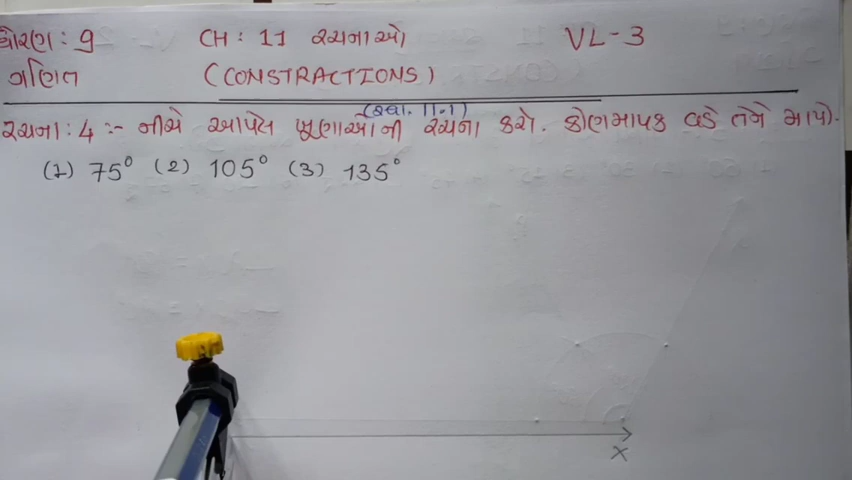 ધોરણ : 9 CH : 11 રચનાઓ VL-3
ગણિત (CONSTRACTIONS)
(સ્વા. 11.1)
રચના : 4 :- નીચે આપેલ ખૂણાઓની રચના કરો. કોણમાપક વડે તેને માપો.
(1) 75° (2) 105° (3) 135°
X